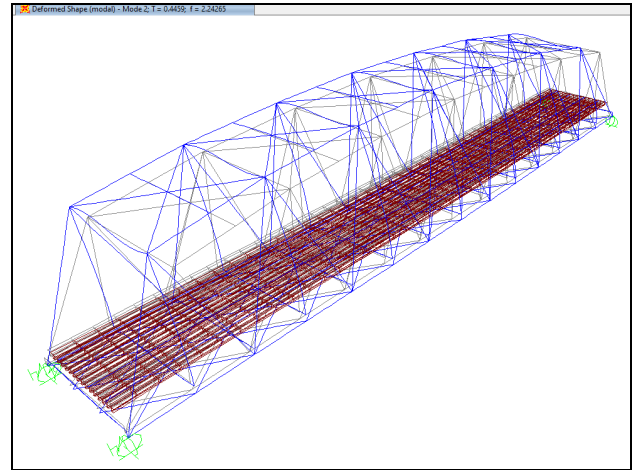 Deformed Shape (modal) - Mode 2; T = 0.4459; f = 2.24265